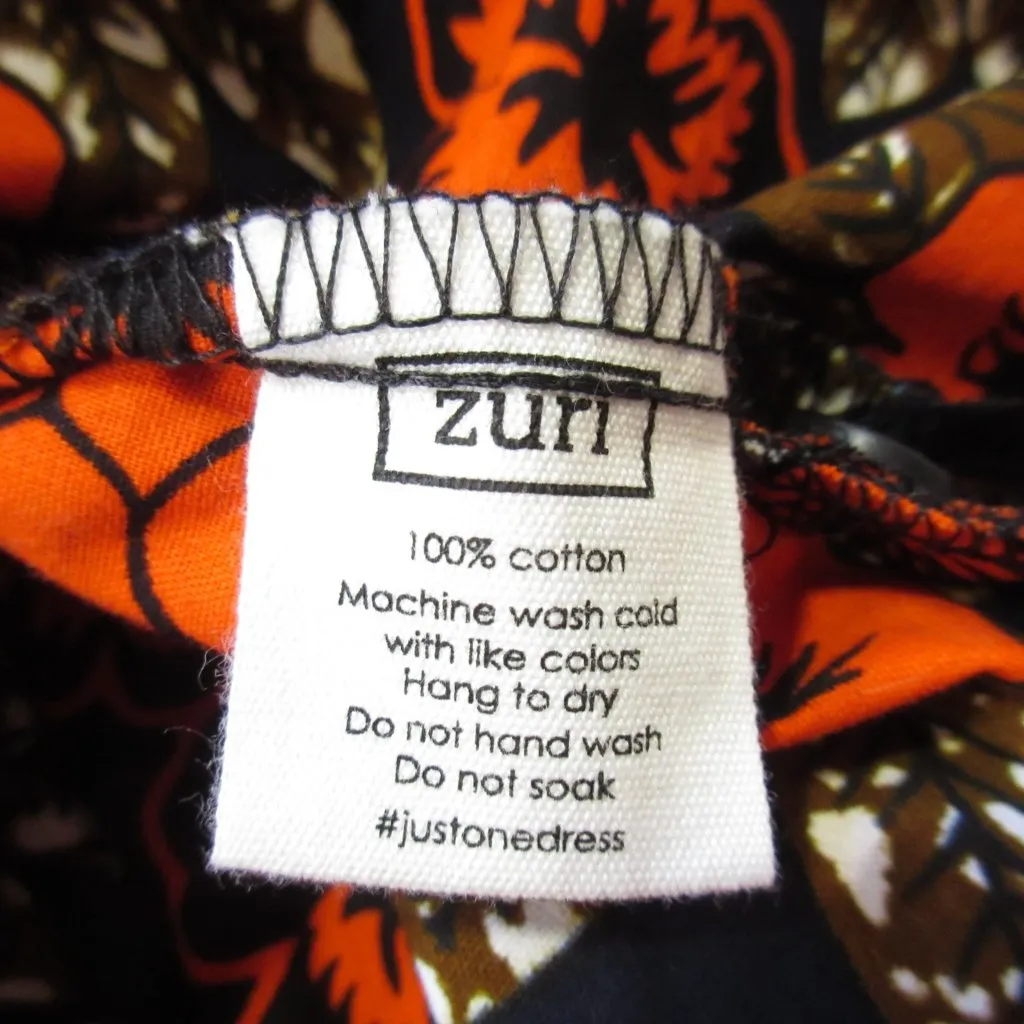 zuri
100% cotton
Machine wash cold
with like colors
Hang to dry
Do not hand wash
Do not soak
#justonedress